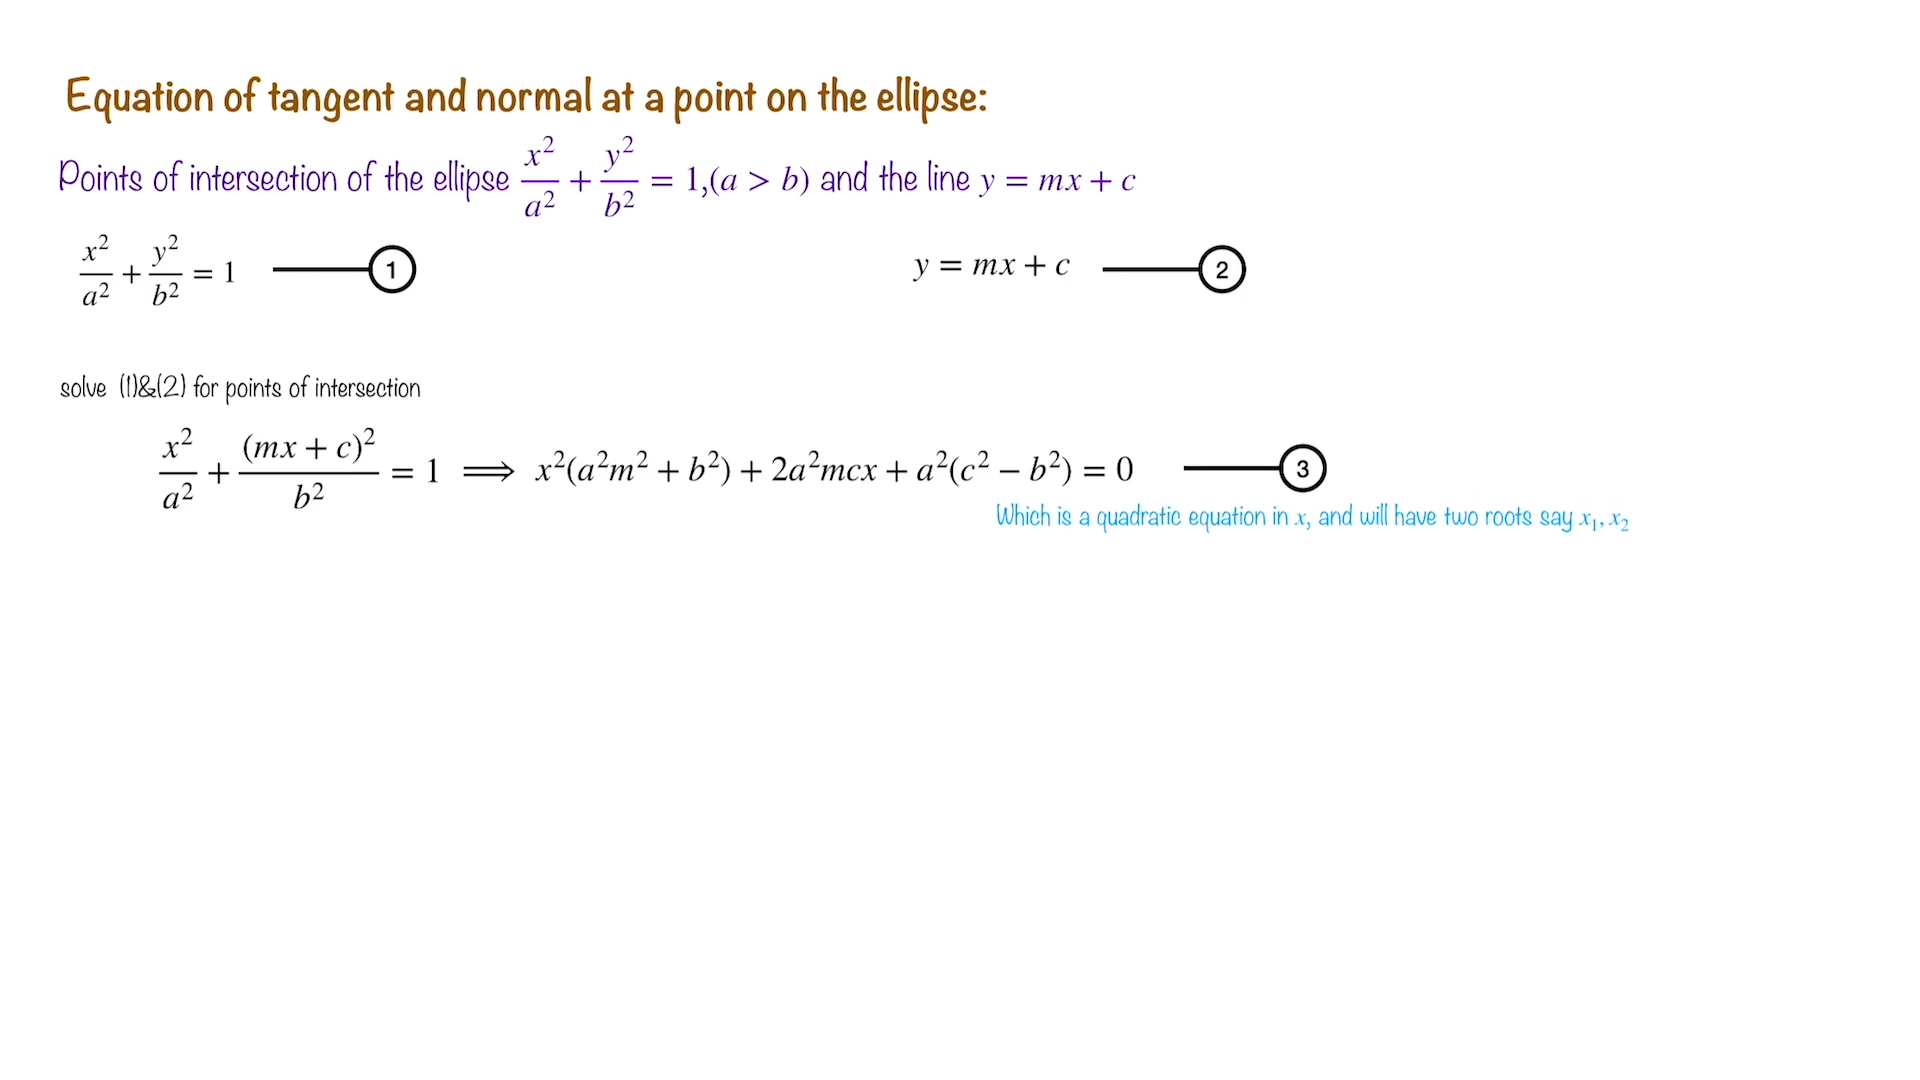 Equation of tangent and normal at a point on the ellipse:
Points of intersection of the ellipse x²/a² + y²/b² = 1,(a > b) and the line y = mx + c
x²/a² + y²/b² = 1 ——① y = mx + c ——②
solve (1)&(2) for points of intersection
x²/a² + (mx + c)²/b² = 1 ⟹ x²(a²m² + b²) + 2a²mcx + a²(c² − b²) = 0 ——③
Which is a quadratic equation in x, and will have two roots say x₁, x₂